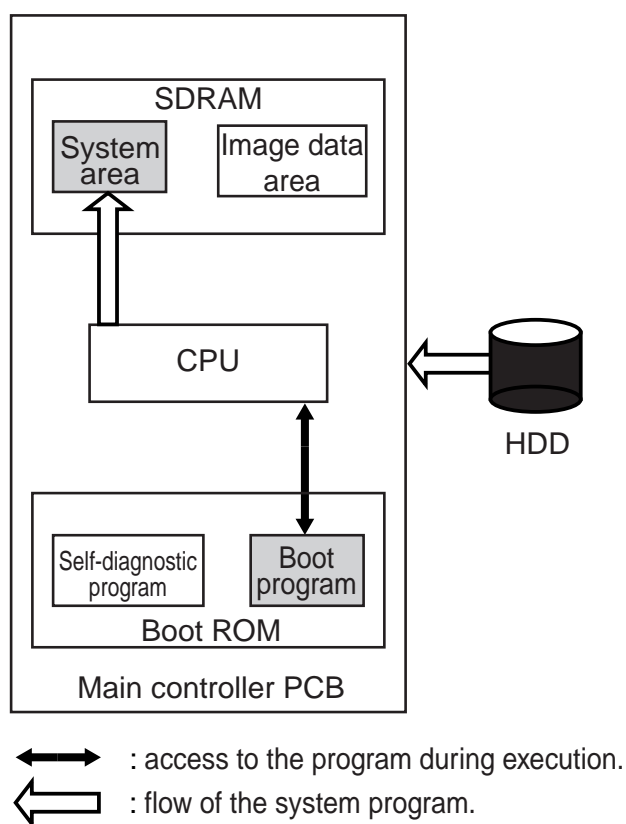 SDRAM
System
area
Image data
area
CPU
HDD
Self-diagnostic
program
Boot
program
Boot ROM
Main controller PCB
: access to the program during execution.
: flow of the system program.